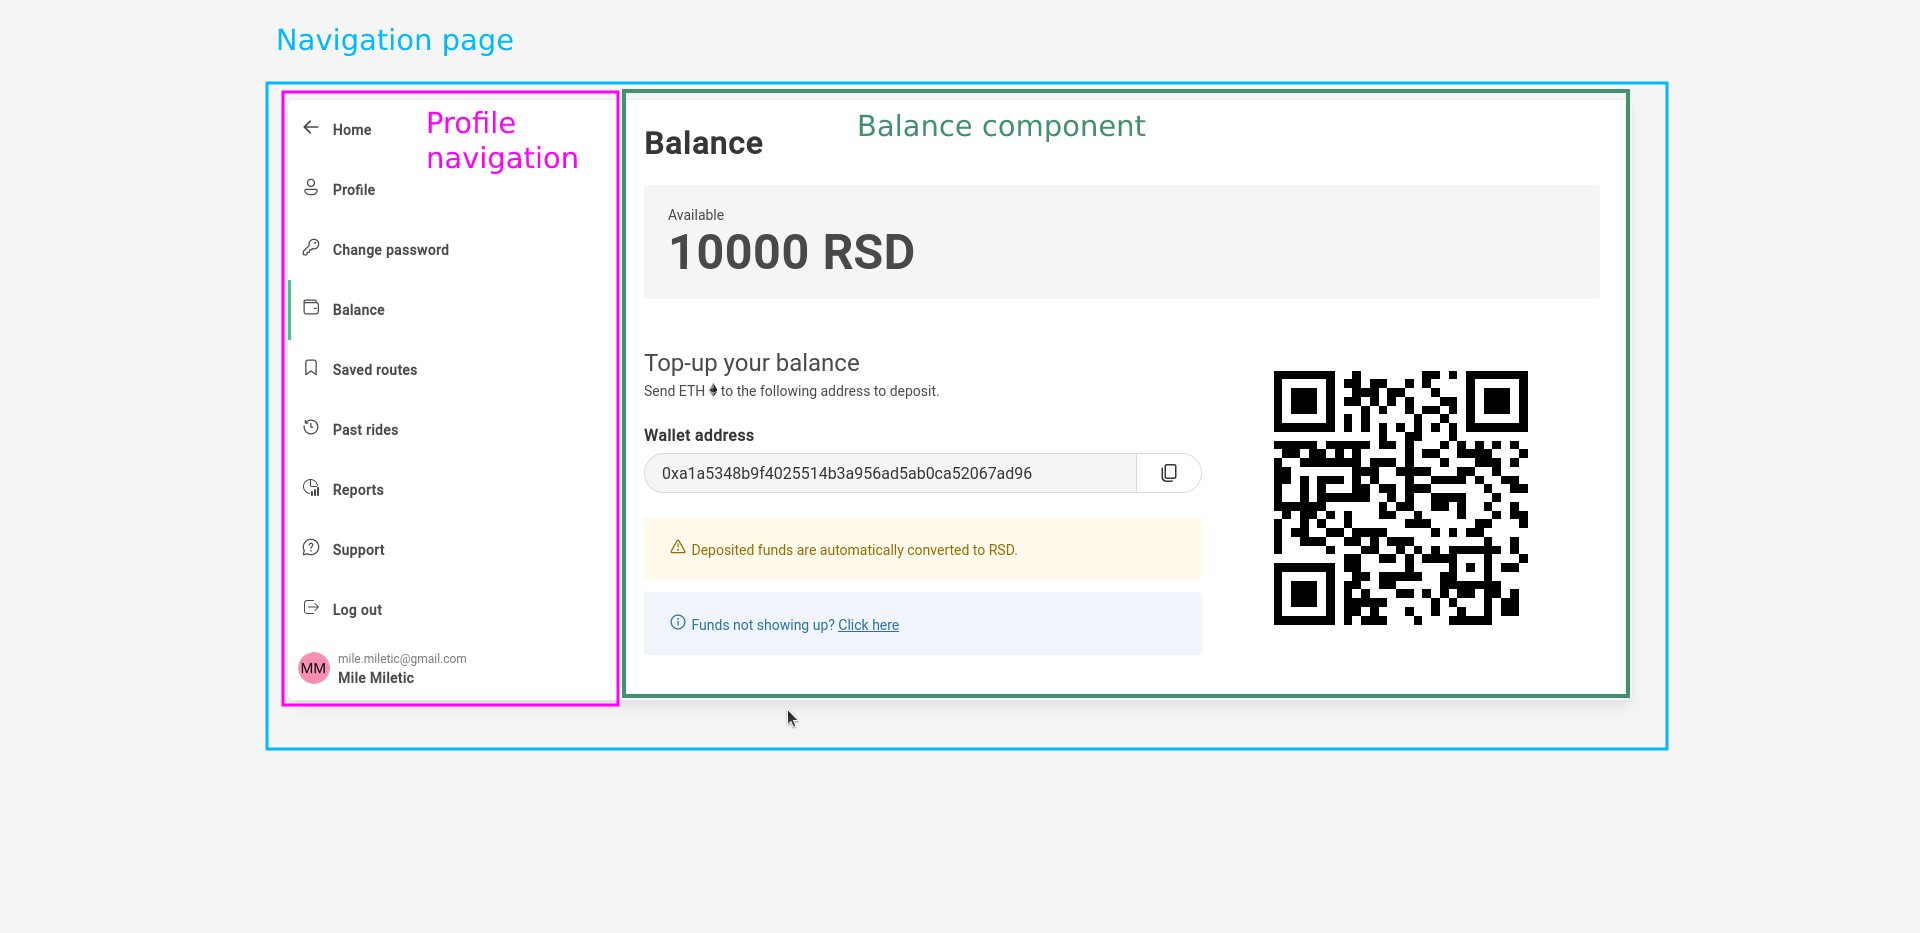 Navigation page
Profile
navigation
Home
Profile
Change password
Balance
Saved routes
Past rides
Reports
Support
Log out
MM
mile.miletic@gmail.com
Mile Miletic
Balance component
Balance
Available
10000 RSD
Top-up your balance
Send ETH to the following address to deposit.
Wallet address
0xa1a5348b9f4025514b3a956ad5ab0ca52067ad96
Deposited funds are automatically converted to RSD.
Funds not showing up? Click here